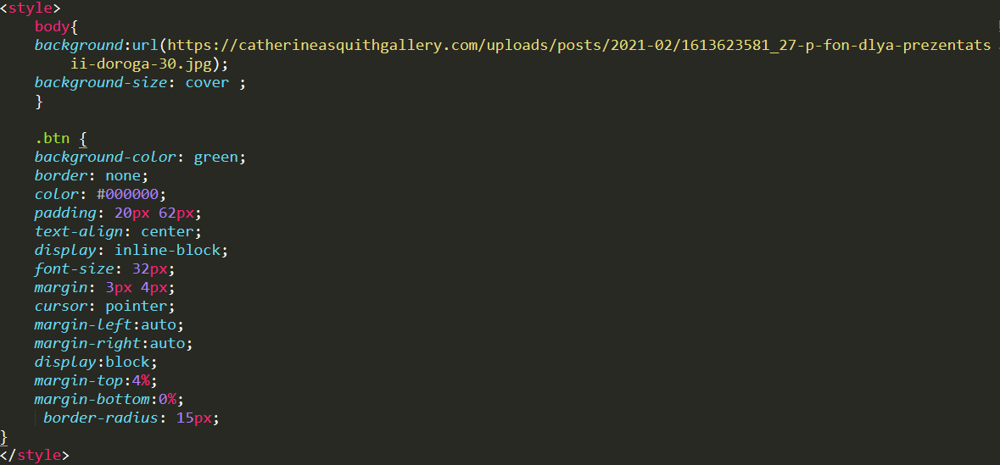 <style>
body{
background:url(https://catherineasquithgallery.com/uploads/posts/2021-02/1613623581_27-p-fon-dlya-prezentats
ii-doroga-30.jpg);
background-size: cover ;
}
.btn {
background-color: green;
border: none;
color: #000000;
padding: 20px 62px;
text-align: center;
display: inline-block;
font-size: 32px;
margin: 3px 4px;
cursor: pointer;
margin-left:auto;
margin-right:auto;
display:block;
margin-top:4%;
margin-bottom:0%;
border-radius: 15px;
}
</style>